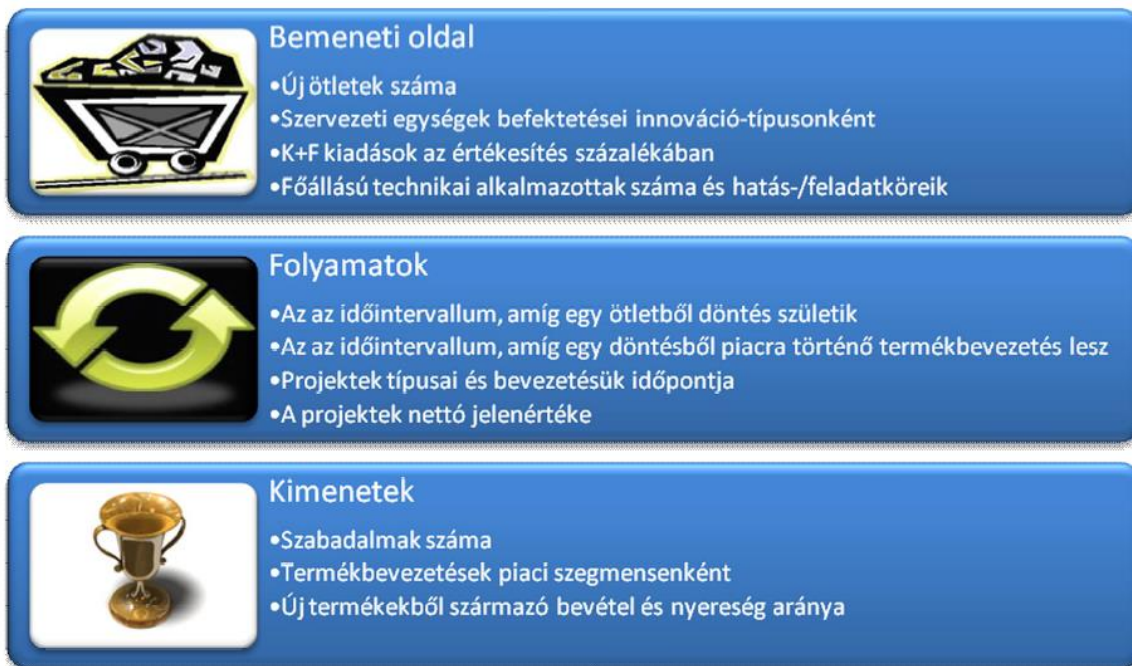 Bemeneti oldal
•Új ötletek száma
•Szervezeti egységek befektetései innováció-típusonként
•K+F kiadások az értékesítés százalékában
•Főállású technikai alkalmazottak száma és hatás-/feladatköreik
Folyamatok
•Az az időintervallum, amíg egy ötletből döntés születik
•Az az időintervallum, amíg egy döntésből piacra történő termékbevezetés lesz
•Projektek típusai és bevezetésük időpontja
•A projektek nettó jelenértéke
Kimenetek
•Szabadalmak száma
•Termékbevezetések piaci szegmensenként
•Új termékekből származó bevétel és nyereség aránya